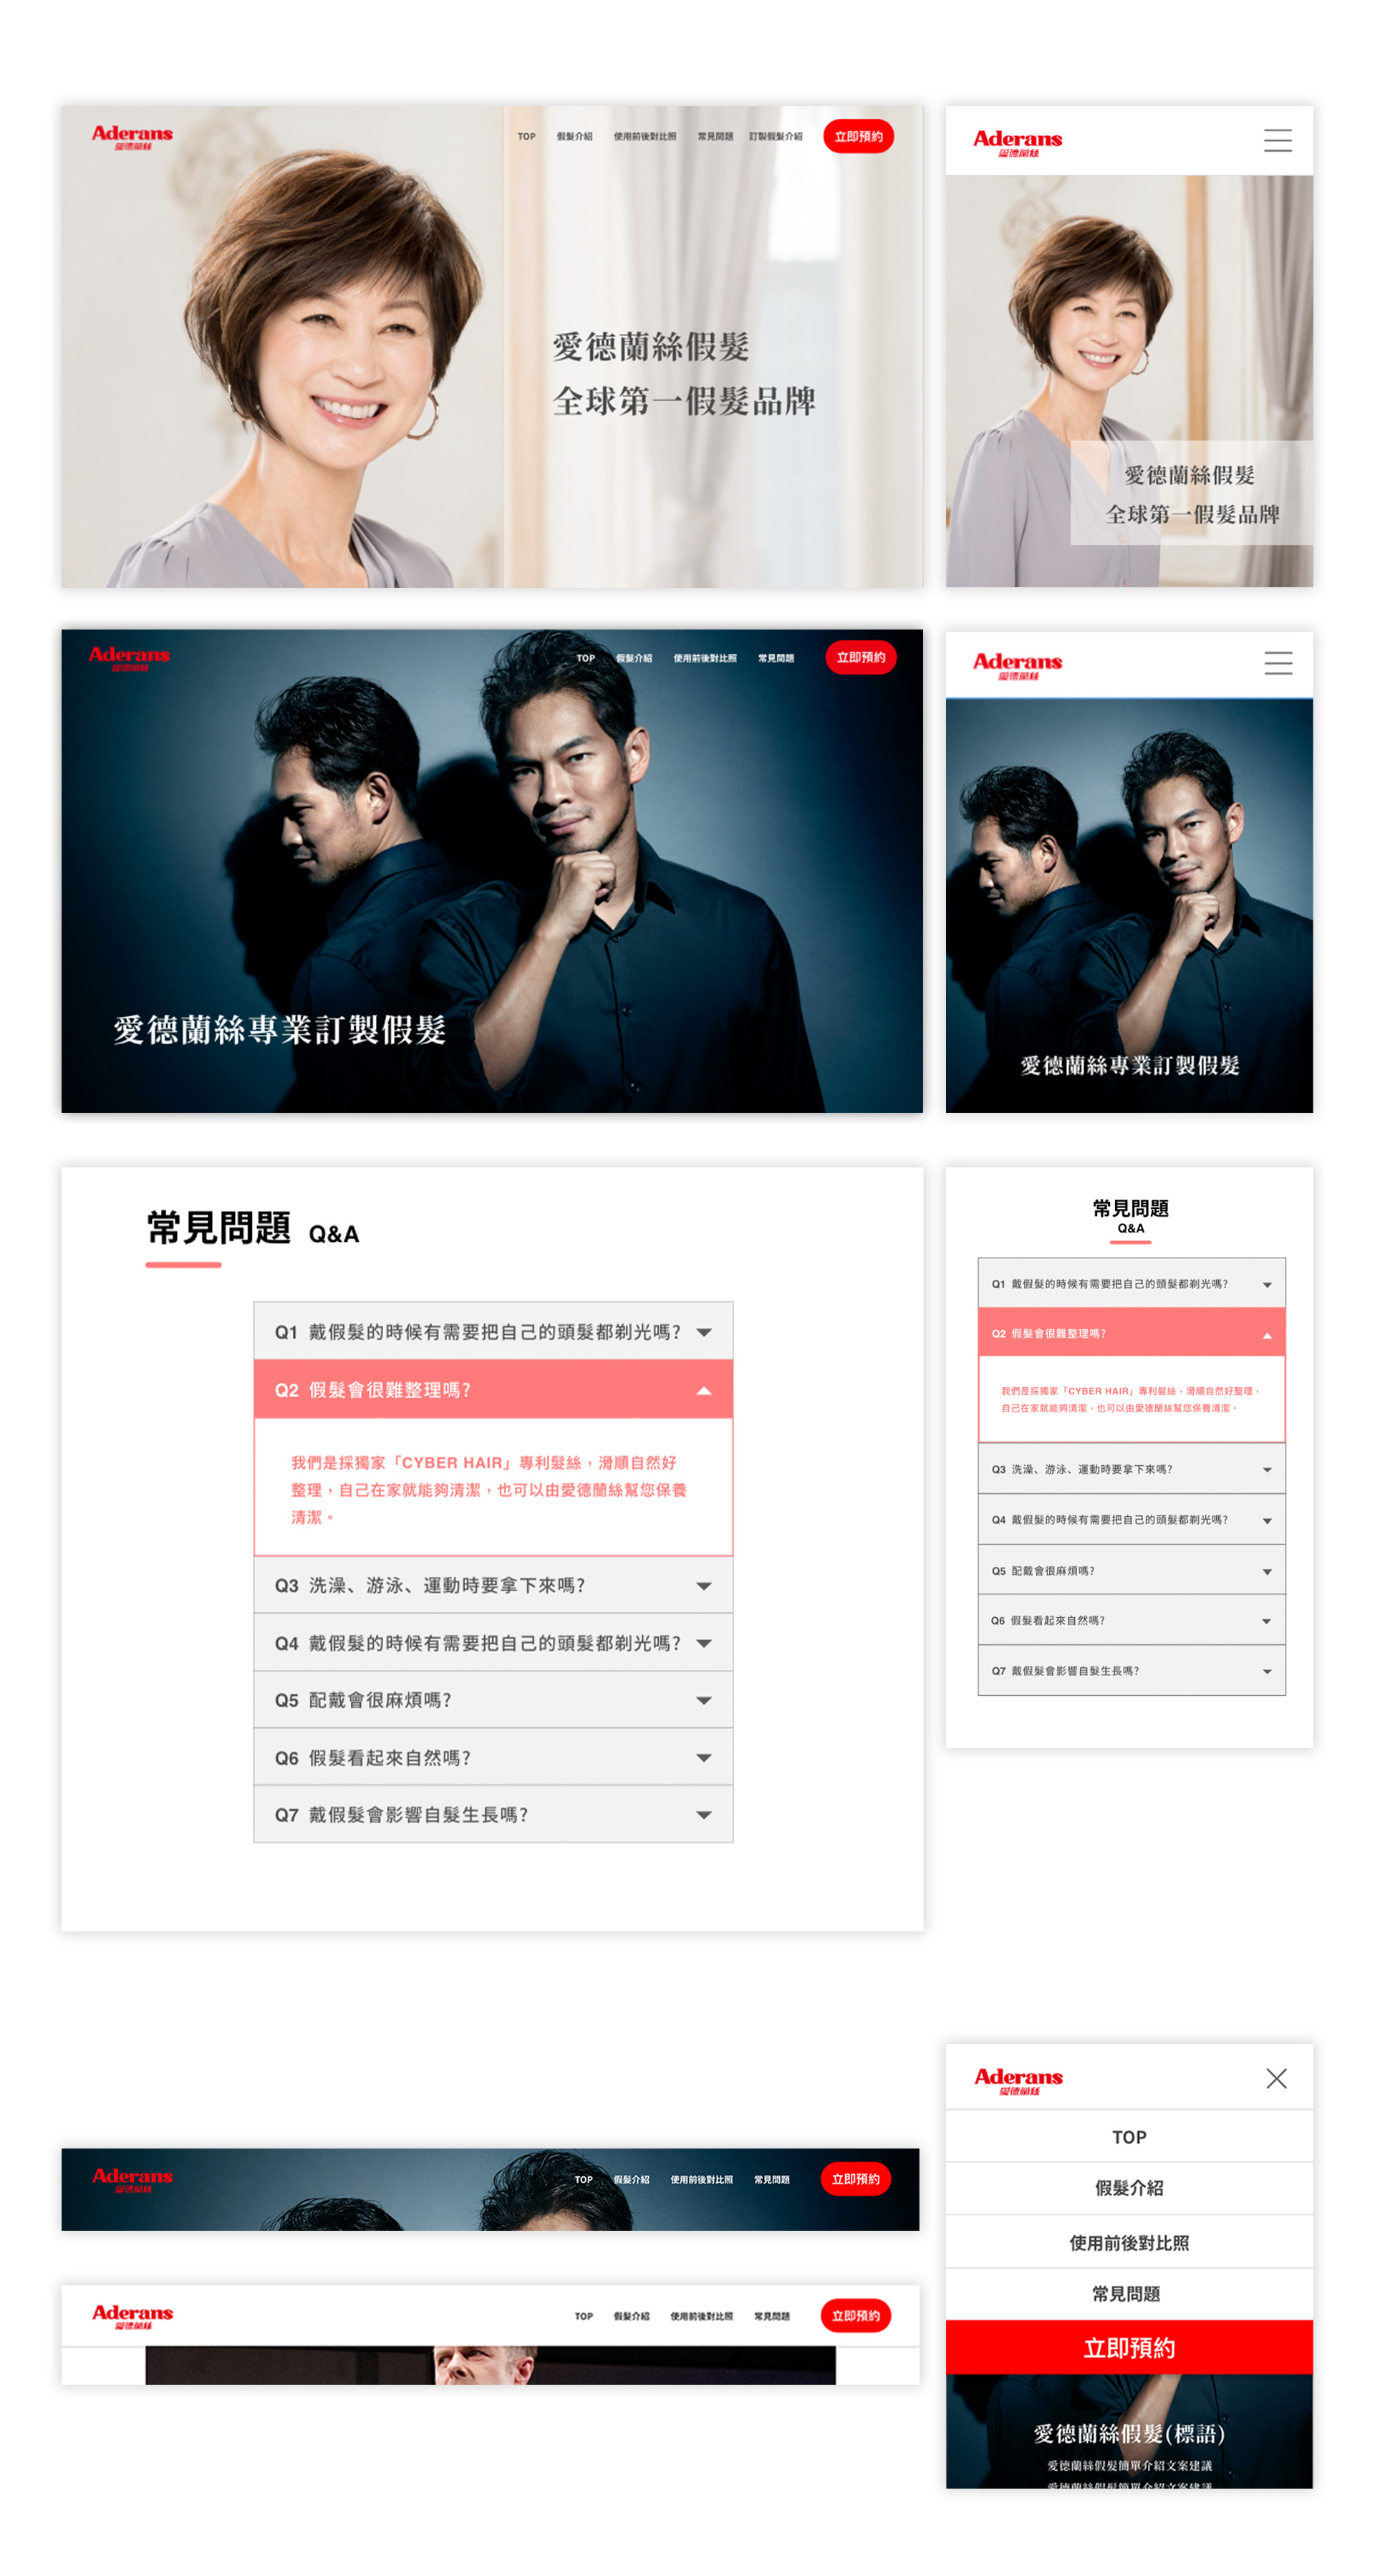 Aderans
愛德蘭絲
TOP 假髮介紹 使用前後對比照 常見問題 訂製假髮介紹 立即預約
愛德蘭絲假髮
全球第一假髮品牌
Aderans
愛德蘭絲
愛德蘭絲假髮
全球第一假髮品牌
Aderans
愛德蘭絲
TOP 假髮介紹 使用前後對比照 常見問題 立即預約
愛德蘭絲專業訂製假髮
Aderans
愛德蘭絲
愛德蘭絲專業訂製假髮
常見問題 Q&A
Q1 戴假髮的時候有需要把自己的頭髮都剃光嗎?
Q2 假髮會很難整理嗎?
我們是採獨家「CYBER HAIR」專利髮絲，滑順自然好
整理，自己在家就能夠清潔，也可以由愛德蘭絲幫您保養
清潔。
Q3 洗澡、游泳、運動時要拿下來嗎?
Q4 戴假髮的時候有需要把自己的頭髮都剃光嗎?
Q5 配戴會很麻煩嗎?
Q6 假髮看起來自然嗎?
Q7 戴假髮會影響自髮生長嗎?
常見問題
Q&A
Q1 戴假髮的時候有需要把自己的頭髮都剃光嗎?
Q2 假髮會很難整理嗎?
我們是採獨家「CYBER HAIR」專利髮絲，滑順自然好整理，
自己在家就能夠清潔，也可以由愛德蘭絲幫您保養清潔。
Q3 洗澡、游泳、運動時要拿下來嗎?
Q4 戴假髮的時候有需要把自己的頭髮都剃光嗎?
Q5 配戴會很麻煩嗎?
Q6 假髮看起來自然嗎?
Q7 戴假髮會影響自髮生長嗎?
Aderans
愛德蘭絲
TOP 假髮介紹 使用前後對比照 常見問題 立即預約
Aderans
愛德蘭絲
TOP 假髮介紹 使用前後對比照 常見問題 立即預約
Aderans
愛德蘭絲
TOP
假髮介紹
使用前後對比照
常見問題
立即預約
愛德蘭絲假髮(標語)
愛德蘭絲假髮簡單介紹文案建議
愛德蘭絲假髮簡單介紹文案建議